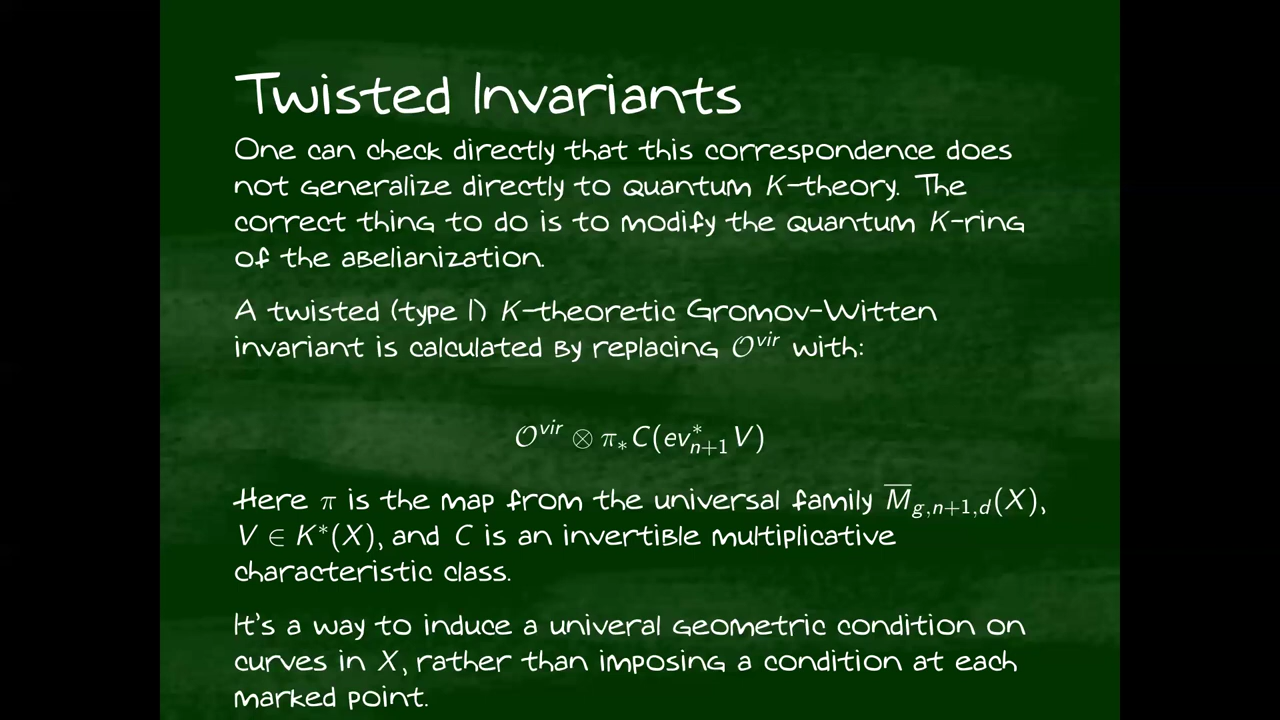 Twisted Invariants
One can check directly that this correspondence does
not generalize directly to quantum K-theory. The
correct thing to do is to modify the quantum K-ring
of the abelianization.
A twisted (type I) K-theoretic Gromov-Witten
invariant is calculated by replacing 𝒪^{vir} with:
𝒪^{vir} ⊗ π_* C(ev^*_{n+1} V)
Here π is the map from the universal family \overline{M}_{g,n+1,d}(X),
V ∈ K^*(X), and C is an invertible multiplicative
characteristic class.
It's a way to induce a univeral geometric condition on
curves in X, rather than imposing a condition at each
marked point.